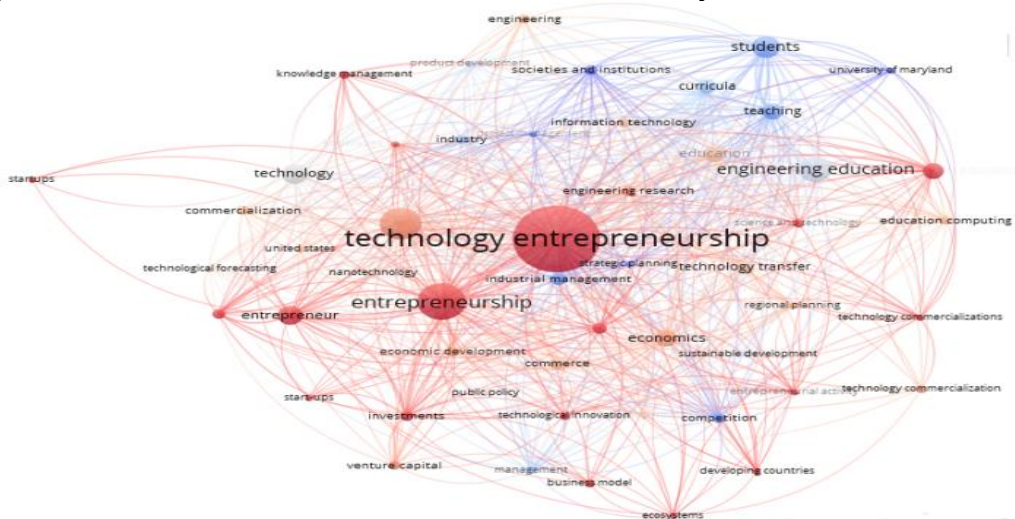 engineering
students
product development
societies and institutions
university of maryland
knowledge management
curricula
teaching
information technology
industry
education
engineering education
technology
startups
engineering research
commercialization
science and technology
education computing
technology entrepreneurship
united states
strategic planning
technology transfer
technological forecasting
nanotechnology
industrial management
entrepreneurship
regional planning
entrepreneur
technology commercializations
economics
economic development
sustainable development
commerce
public policy
entrepreneurial activity
technology commercialization
start-ups
investments
technological innovation
competition
venture capital
management
developing countries
business model
ecosystems